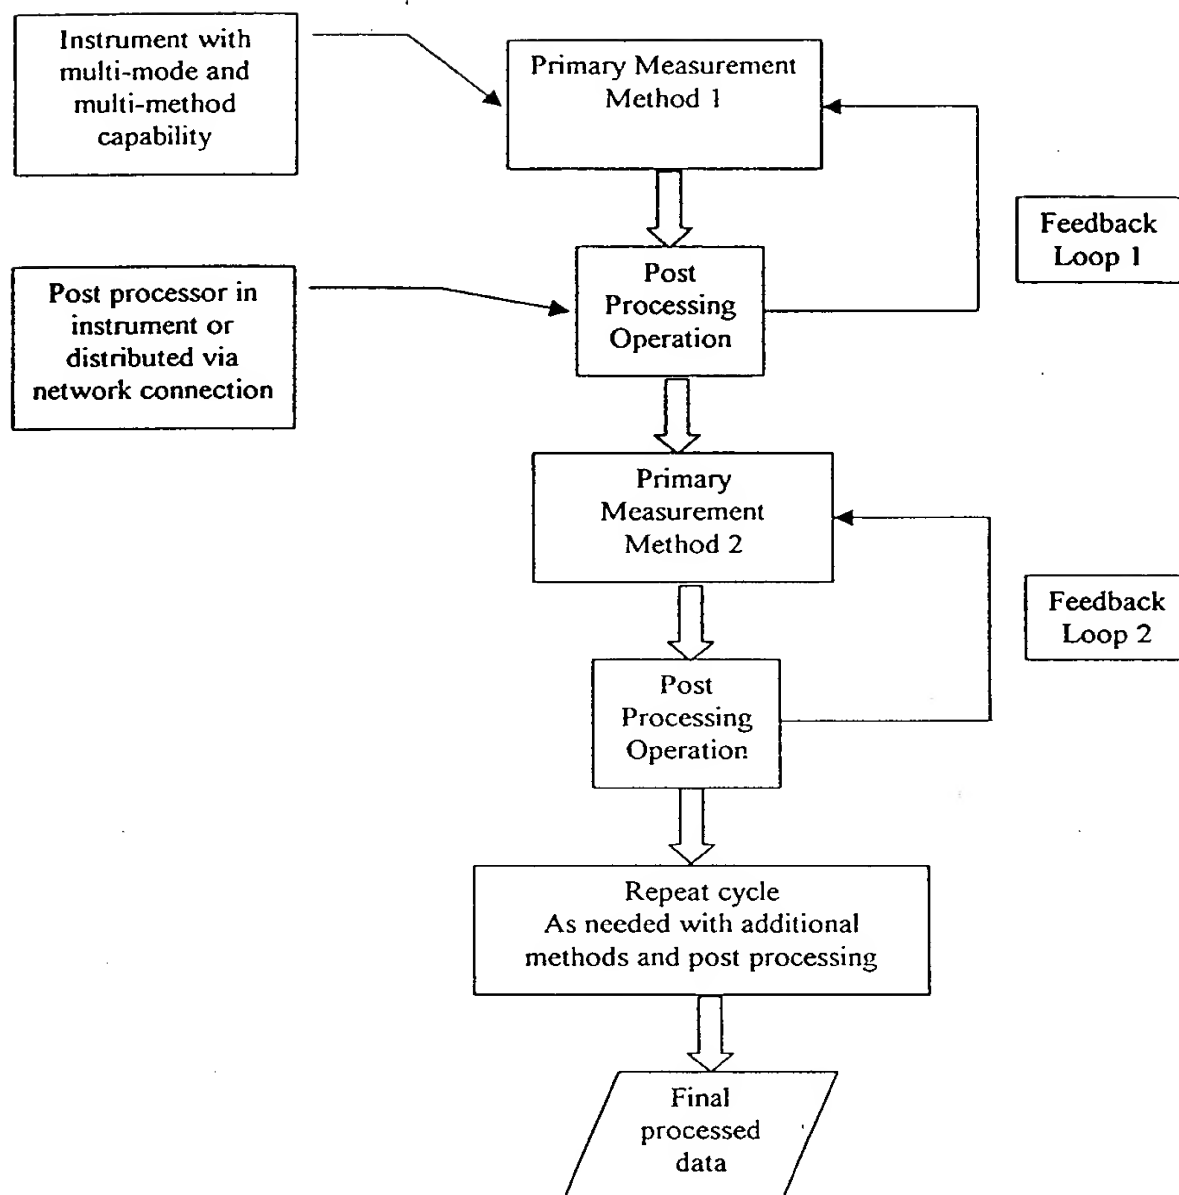 Instrument with
multi-mode and
multi-method
capability
Primary Measurement
Method 1
Feedback
Loop 1
Post processor in
instrument or
distributed via
network connection
Post
Processing
Operation
Primary
Measurement
Method 2
Feedback
Loop 2
Post
Processing
Operation
Repeat cycle
As needed with additional
methods and post processing
Final
processed
data